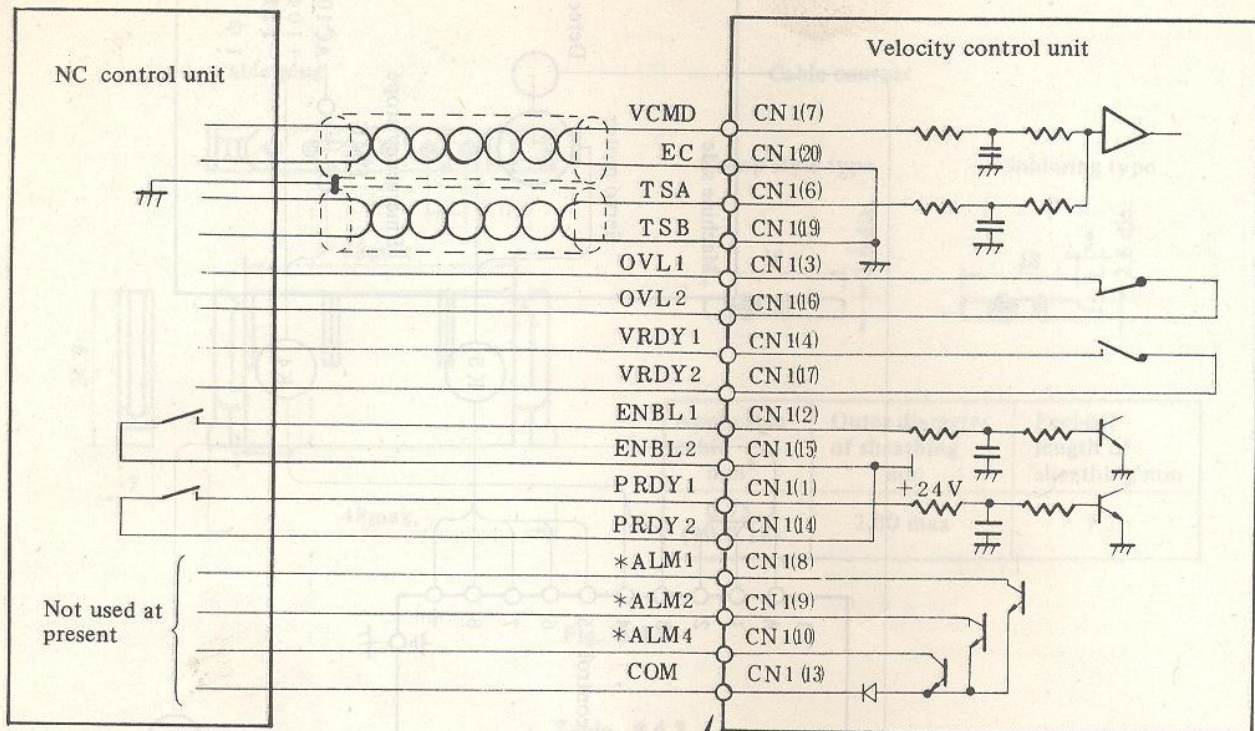 Velocity control unit
NC control unit
VCMD CN1(7)
EC CN1(20)
TSA CN1(6)
TSB CN1(19)
OVL1 CN1(3)
OVL2 CN1(16)
VRDY1 CN1(4)
VRDY2 CN1(17)
ENBL1 CN1(2)
ENBL2 CN1(15)
+24V
PRDY1 CN1(1)
PRDY2 CN1(14)
*ALM1 CN1(8)
*ALM2 CN1(9)
*ALM4 CN1(10)
COM CN1(13)
Not used at
present